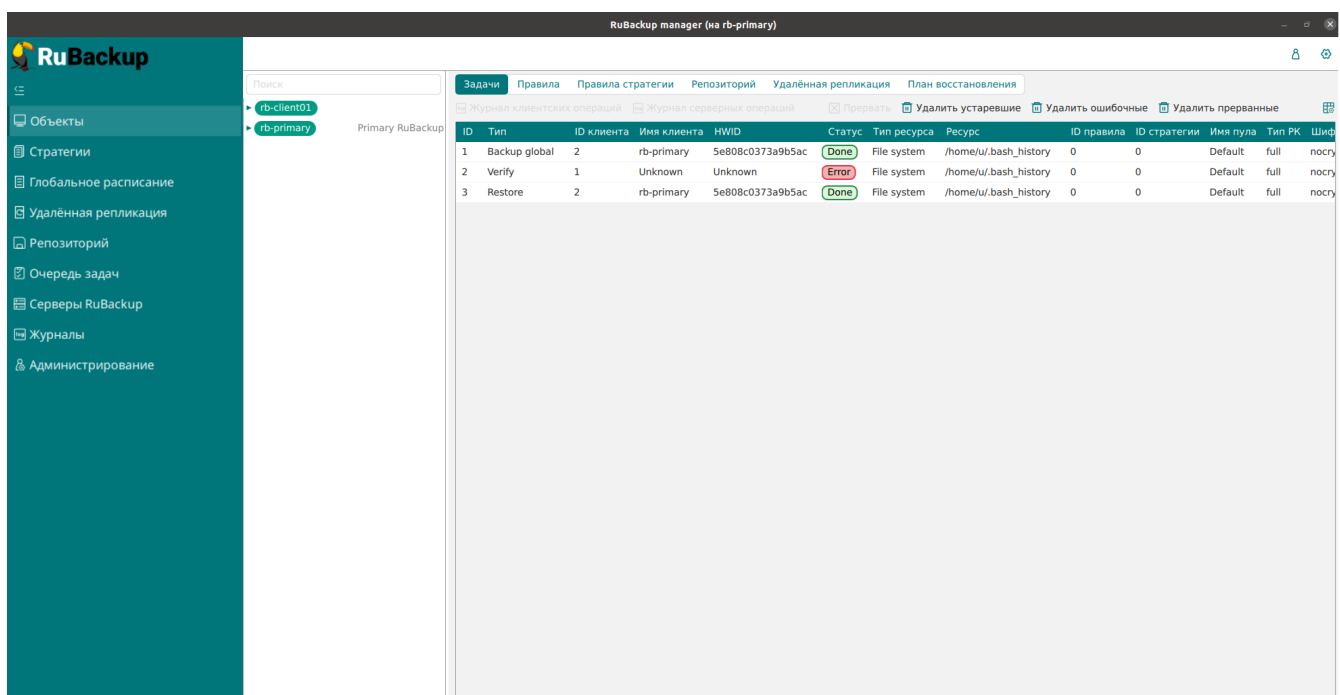 RuBackup manager (на rb-primary)
RuBackup
Поиск
Задачи Правила Правила стратегии Репозиторий Удалённая репликация План восстановления
Журнал клиентских операций Журнал серверных операций Прервать Удалить устаревшие Удалить ошибочные Удалить прерванные
Объекты
Стратегии
Глобальное расписание
Удалённая репликация
Репозиторий
Очередь задач
Серверы RuBackup
Журналы
Администрирование
rb-client01
rb-primary Primary RuBackup
ID Тип ID клиента Имя клиента HWID Статус Тип ресурса Ресурс ID правила ID стратегии Имя пула Тип РК Шиф
1 Backup global 2 rb-primary 5e808c0373a9b5ac Done File system /home/u/.bash_history 0 0 Default full nocry
2 Verify 1 Unknown Unknown Error File system /home/u/.bash_history 0 0 Default full nocry
3 Restore 2 rb-primary 5e808c0373a9b5ac Done File system /home/u/.bash_history 0 0 Default full nocry